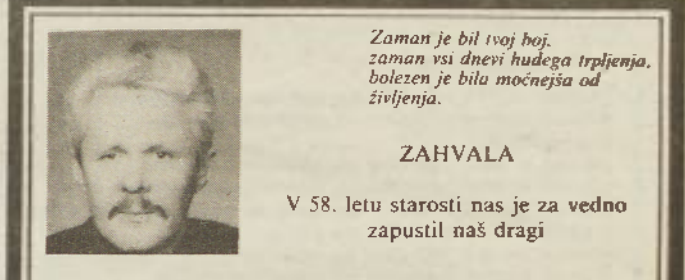 Zaman je bil tvoj boj,
zaman vsi dnevi hudega trpljenja,
bolezen je bila močnejša od
življenja.
ZAHVALA
V 58. letu starosti nas je za vedno
zapustil naš dragi